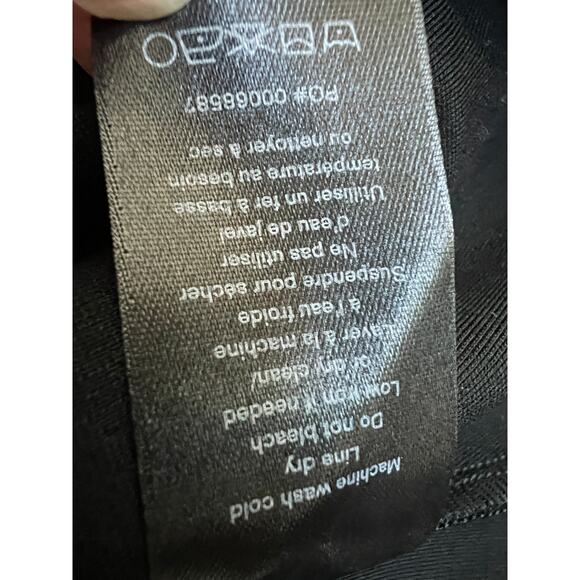 Machine wash cold
Line dry
Do not bleach
Low iron if needed
or dry clean/
Laver à la machine
à l'eau froide
Suspendre pour sécher
Ne pas utiliser
d'eau de javel
Utiliser un fer à basse
température au besoin
ou nettoyer à sec
PO# 00066587